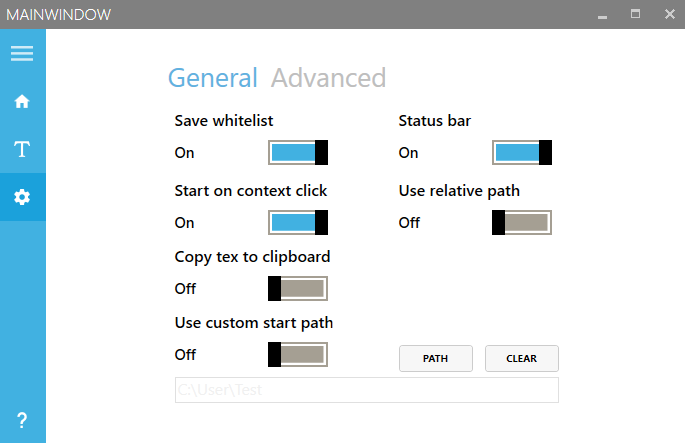 MAINWINDOW
General Advanced
Save whitelist Status bar
On On
Start on context click Use relative path
On Off
Copy tex to clipboard
Off
Use custom start path
Off PATH CLEAR
C:\User\Test
T
?